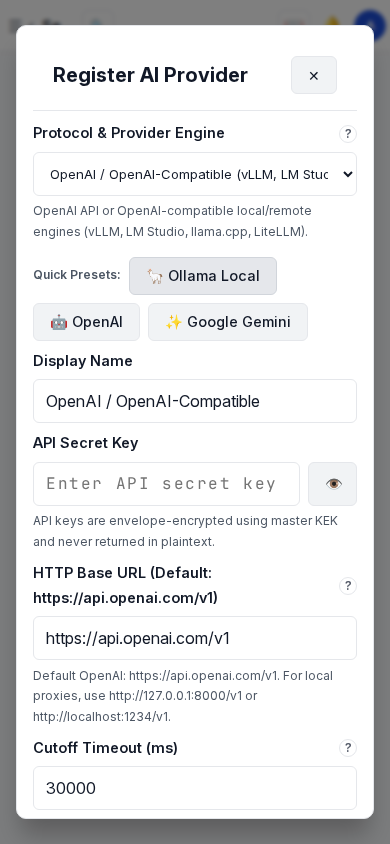 Register AI Provider
✕
Protocol & Provider Engine
?
OpenAI / OpenAI-Compatible (vLLM, LM Stuc
OpenAI API or OpenAI-compatible local/remote
engines (vLLM, LM Studio, llama.cpp, LiteLLM).
Quick Presets:
🦙 Ollama Local
🤖 OpenAI
✨ Google Gemini
Display Name
OpenAI / OpenAI-Compatible
API Secret Key
Enter API secret key
API keys are envelope-encrypted using master KEK
and never returned in plaintext.
HTTP Base URL (Default:
https://api.openai.com/v1)
?
https://api.openai.com/v1
Default OpenAI: https://api.openai.com/v1. For local
proxies, use http://127.0.0.1:8000/v1 or
http://localhost:1234/v1.
Cutoff Timeout (ms)
?
30000